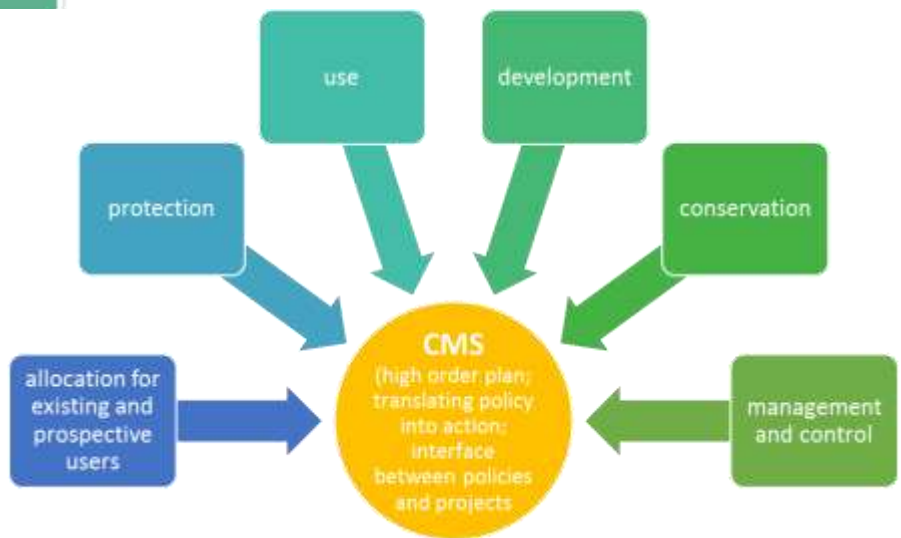 use
development
protection
conservation
CMS
(high order plan;
translating policy
into action;
interface
between policies
and projects
allocation for
existing and
prospective
users
management
and control